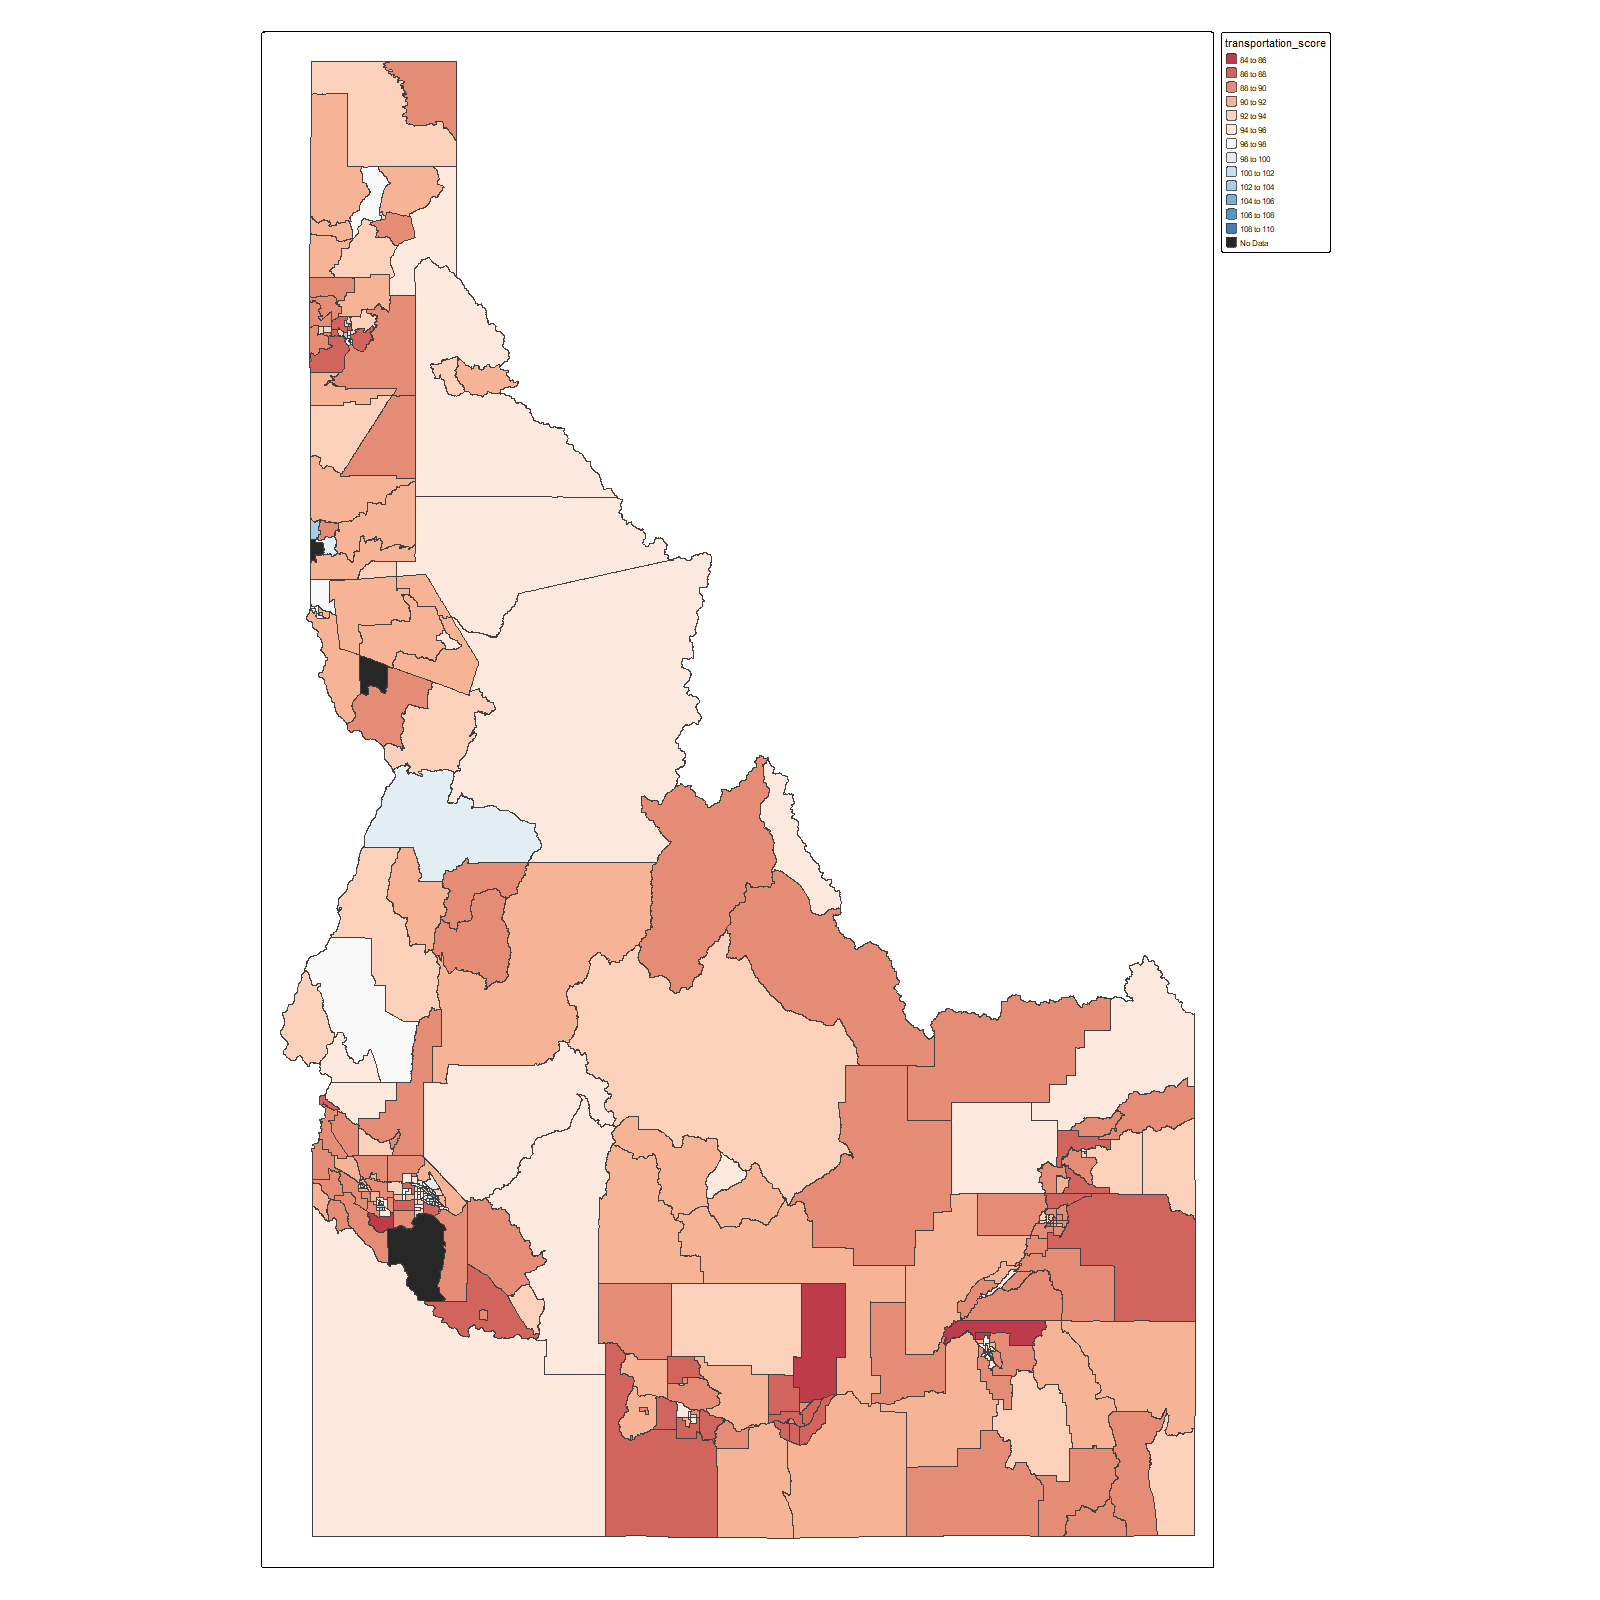 transportation_score
84 to 86
86 to 88
88 to 90
90 to 92
92 to 94
94 to 96
96 to 98
98 to 100
100 to 102
102 to 104
104 to 106
106 to 108
108 to 110
No Data